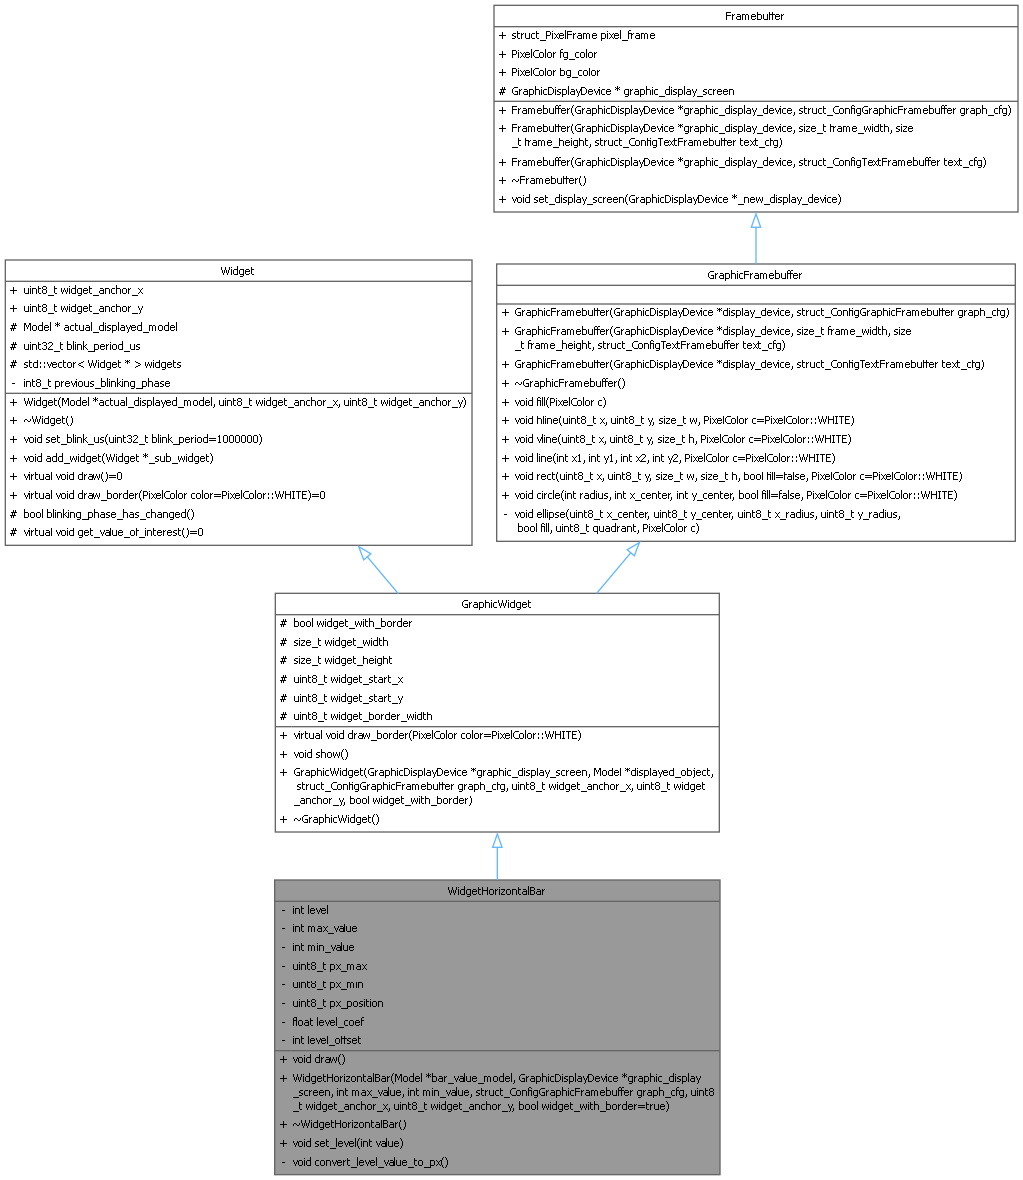 Framebuffer
+ struct_PixelFrame pixel_frame
+ PixelColor fg_color
+ PixelColor bg_color
# GraphicDisplayDevice * graphic_display_screen
+ Framebuffer(GraphicDisplayDevice *graphic_display_device, struct_ConfigGraphicFramebuffer graph_cfg)
+ Framebuffer(GraphicDisplayDevice *graphic_display_device, size_t frame_width, size
_t frame_height, struct_ConfigTextFramebuffer text_cfg)
+ Framebuffer(GraphicDisplayDevice *graphic_display_device, struct_ConfigTextFramebuffer text_cfg)
+ ~Framebuffer()
+ void set_display_screen(GraphicDisplayDevice *_new_display_device)
Widget
+ uint8_t widget_anchor_x
+ uint8_t widget_anchor_y
# Model * actual_displayed_model
# uint32_t blink_period_us
# std::vector< Widget * > widgets
- int8_t previous_blinking_phase
+ Widget(Model *actual_displayed_model, uint8_t widget_anchor_x, uint8_t widget_anchor_y)
+ ~Widget()
+ void set_blink_us(uint32_t blink_period=1000000)
+ void add_widget(Widget *_sub_widget)
+ virtual void draw()=0
+ virtual void draw_border(PixelColor color=PixelColor::WHITE)=0
# bool blinking_phase_has_changed()
# virtual void get_value_of_interest()=0
GraphicFramebuffer
+ GraphicFramebuffer(GraphicDisplayDevice *display_device, struct_ConfigGraphicFramebuffer graph_cfg)
+ GraphicFramebuffer(GraphicDisplayDevice *display_device, size_t frame_width, size
_t frame_height, struct_ConfigTextFramebuffer text_cfg)
+ GraphicFramebuffer(GraphicDisplayDevice *display_device, struct_ConfigTextFramebuffer text_cfg)
+ ~GraphicFramebuffer()
+ void fill(PixelColor c)
+ void hline(uint8_t x, uint8_t y, size_t w, PixelColor c=PixelColor::WHITE)
+ void vline(uint8_t x, uint8_t y, size_t h, PixelColor c=PixelColor::WHITE)
+ void line(int x1, int y1, int x2, int y2, PixelColor c=PixelColor::WHITE)
+ void rect(uint8_t x, uint8_t y, size_t w, size_t h, bool fill=false, PixelColor c=PixelColor::WHITE)
+ void circle(int radius, int x_center, int y_center, bool fill=false, PixelColor c=PixelColor::WHITE)
- void ellipse(uint8_t x_center, uint8_t y_center, uint8_t x_radius, uint8_t y_radius,
bool fill, uint8_t quadrant, PixelColor c)
GraphicWidget
# bool widget_with_border
# size_t widget_width
# size_t widget_height
# uint8_t widget_start_x
# uint8_t widget_start_y
# uint8_t widget_border_width
+ virtual void draw_border(PixelColor color=PixelColor::WHITE)
+ void show()
+ GraphicWidget(GraphicDisplayDevice *graphic_display_screen, Model *displayed_object,
struct_ConfigGraphicFramebuffer graph_cfg, uint8_t widget_anchor_x, uint8_t widget
_anchor_y, bool widget_with_border)
+ ~GraphicWidget()
WidgetHorizontalBar
- int level
- int max_value
- int min_value
- uint8_t px_max
- uint8_t px_min
- uint8_t px_position
- float level_coef
- int level_offset
+ void draw()
+ WidgetHorizontalBar(Model *bar_value_model, GraphicDisplayDevice *graphic_display
_screen, int max_value, int min_value, struct_ConfigGraphicFramebuffer graph_cfg, uint8
_t widget_anchor_x, uint8_t widget_anchor_y, bool widget_with_border=true)
+ ~WidgetHorizontalBar()
+ void set_level(int value)
- void convert_level_value_to_px()